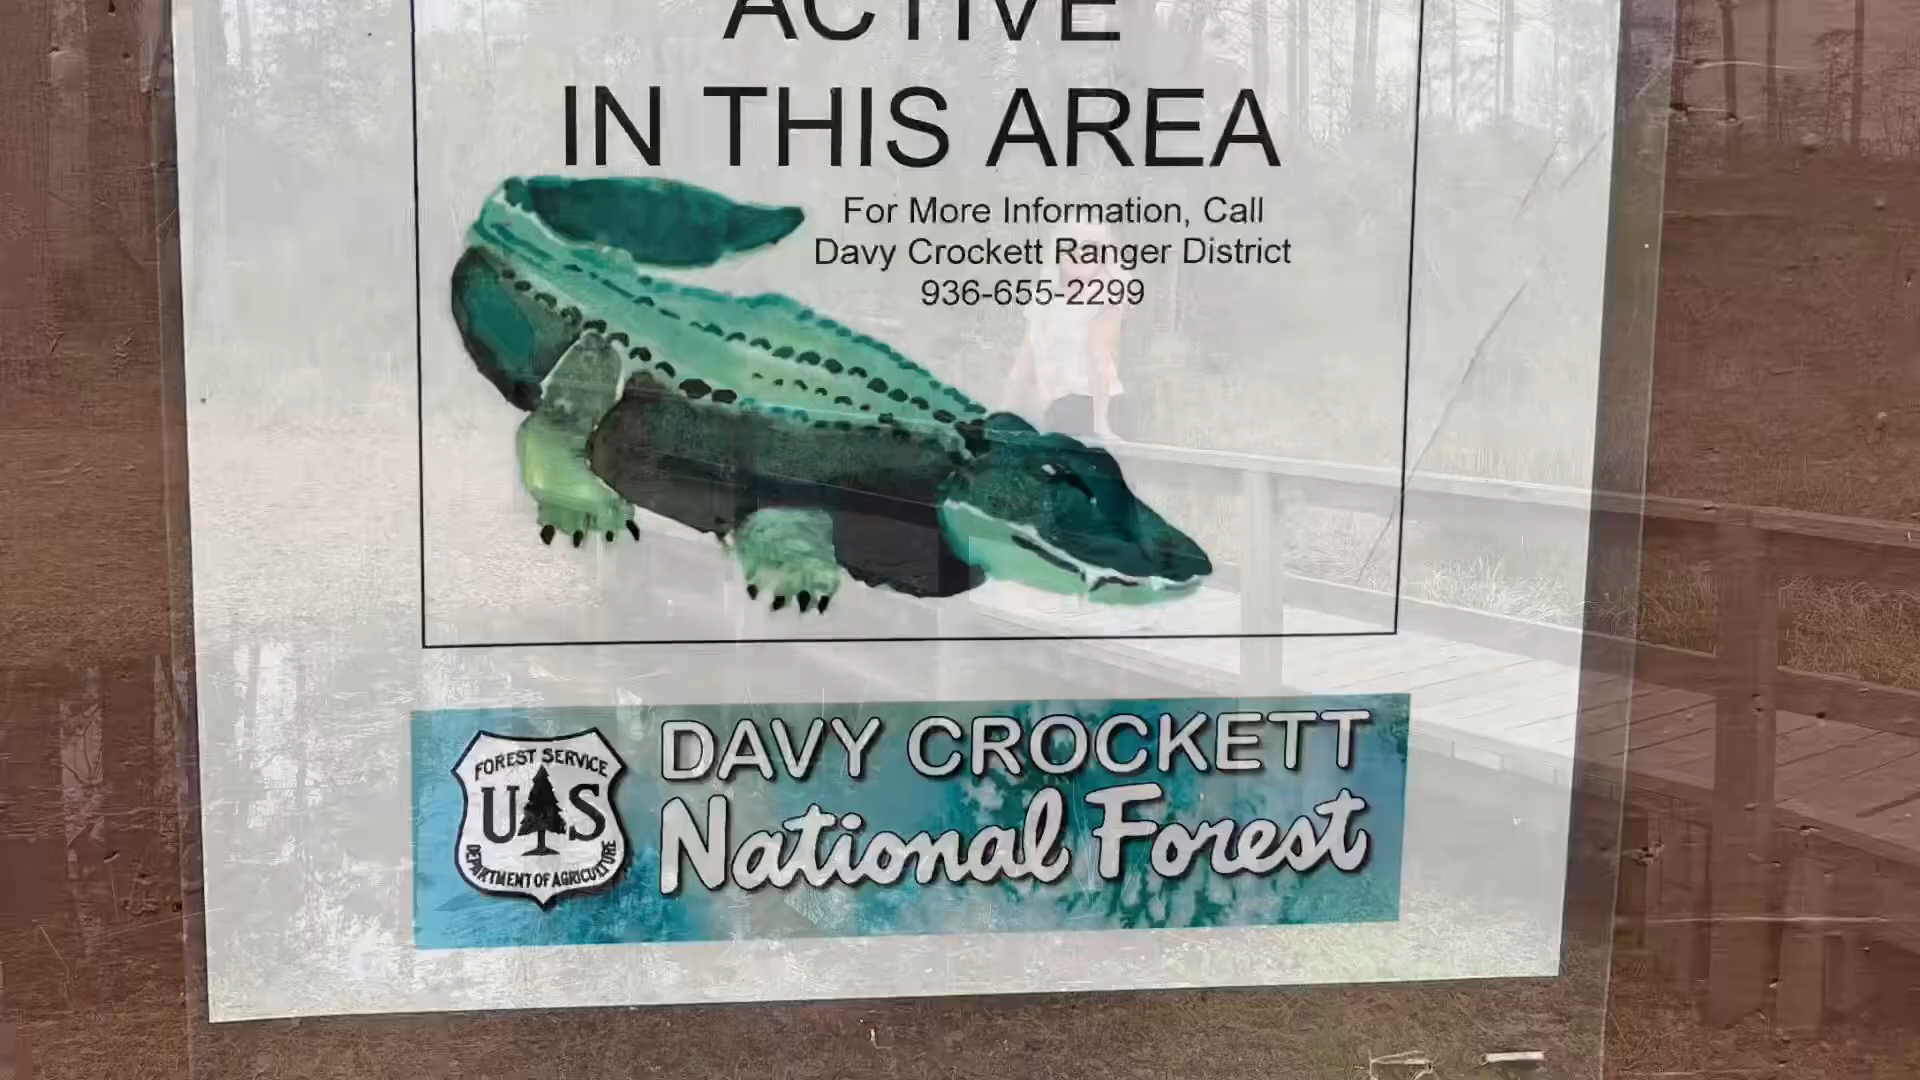 ACTIVE
IN THIS AREA
For More Information, Call
Davy Crockett Ranger District
936-655-2299
FOREST SERVICE
U S
DEPARTMENT OF AGRICULTURE
DAVY CROCKETT
National Forest